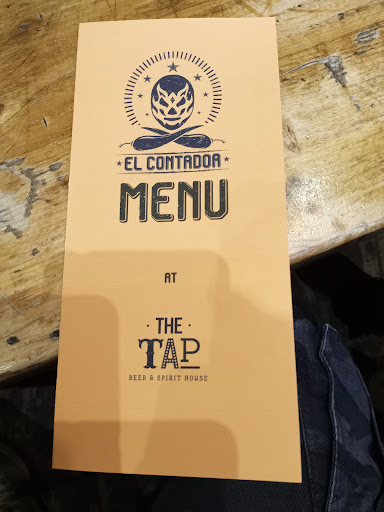 EL CONTADOR
MENU
AT
· THE ·
TAP
BEER & SPIRIT HOUSE